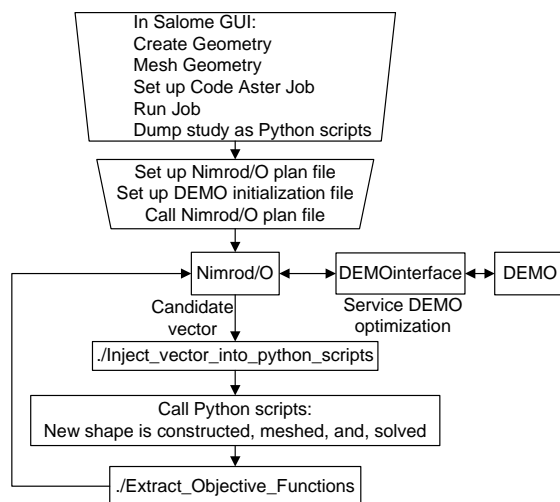 In Salome GUI:
Create Geometry
Mesh Geometry
Set up Code Aster Job
Run Job
Dump study as Python scripts
Set up Nimrod/O plan file
Set up DEMO initialization file
Call Nimrod/O plan file
Nimrod/O
DEMOinterface
DEMO
Candidate
vector
Service DEMO
optimization
./Inject_vector_into_python_scripts
Call Python scripts:
New shape is constructed, meshed, and, solved
./Extract_Objective_Functions